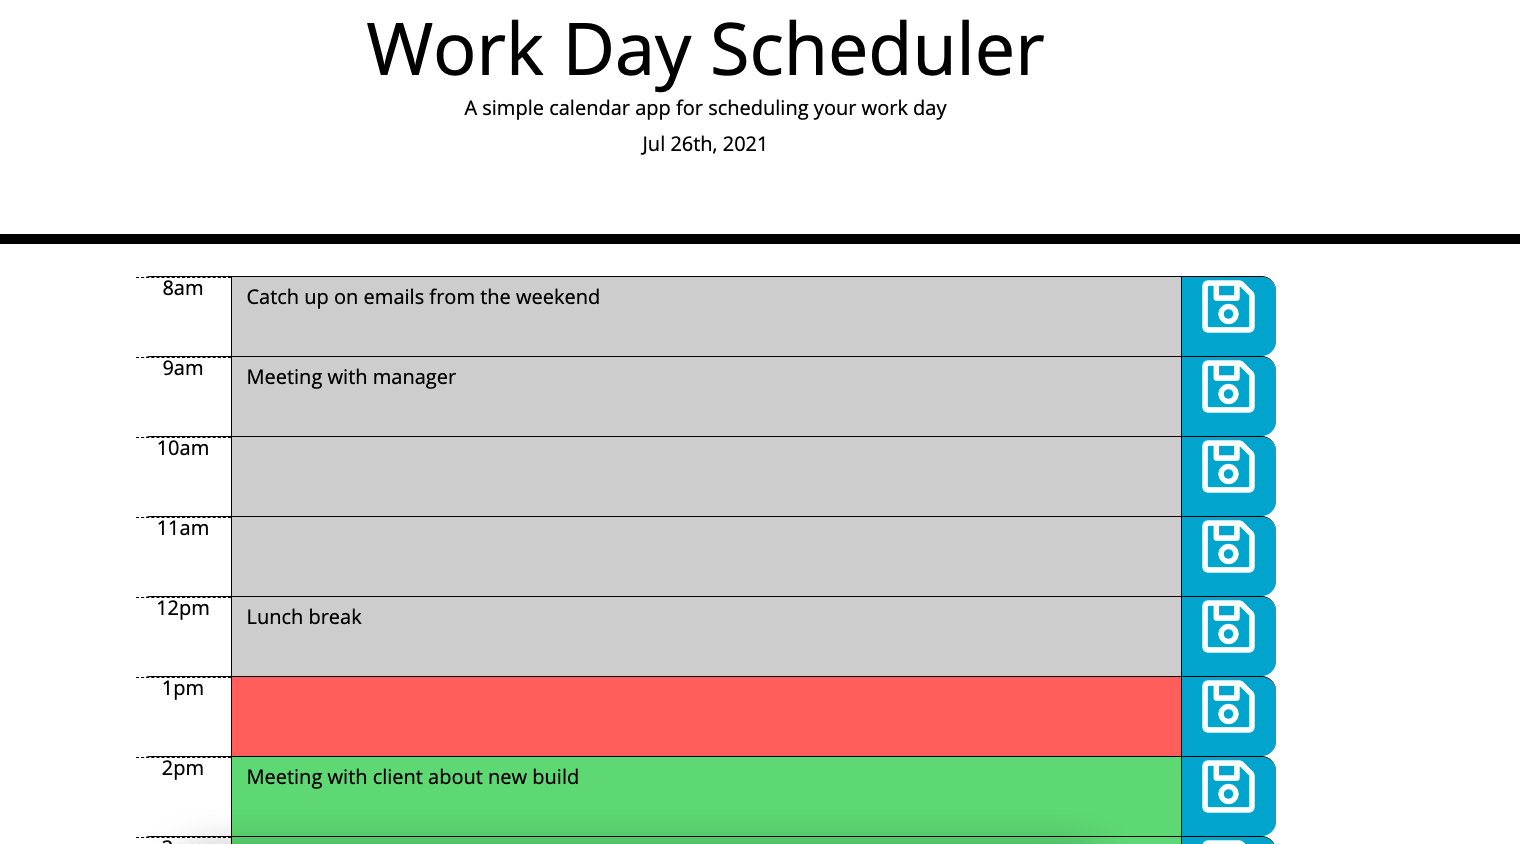 Work Day Scheduler
A simple calendar app for scheduling your work day
Jul 26th, 2021
8am
Catch up on emails from the weekend
9am
Meeting with manager
10am
11am
12pm
Lunch break
1pm
2pm
Meeting with client about new build